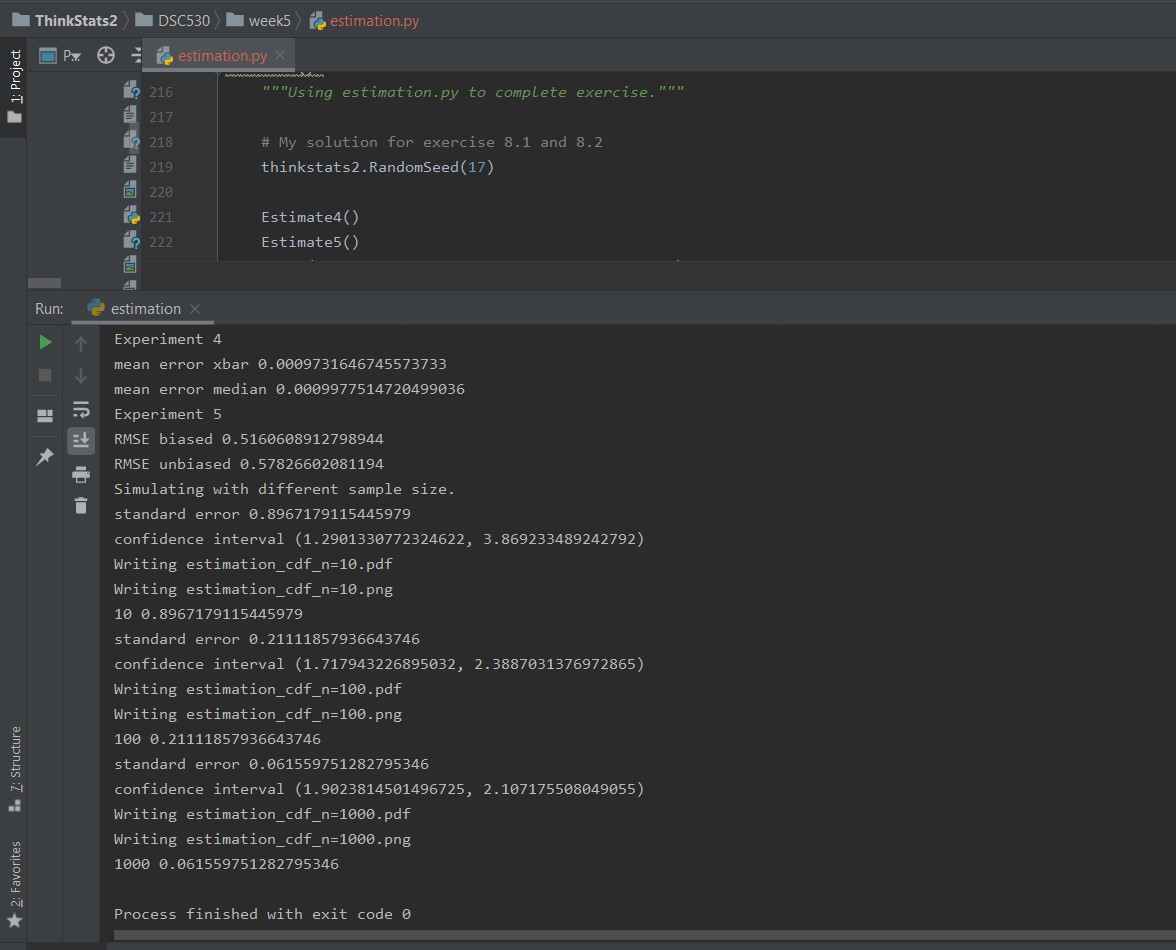 ThinkStats2 DSC530 week5 estimation.py
1: Project
P...
estimation.py
216 """Using estimation.py to complete exercise."""
217
218 # My solution for exercise 8.1 and 8.2
219 thinkstats2.RandomSeed(17)
220
221 Estimate4()
222 Estimate5()
Run: estimation
Experiment 4
mean error xbar 0.0009731646745573733
mean error median 0.0009977514720499036
Experiment 5
RMSE biased 0.5160608912798944
RMSE unbiased 0.57826602081194
Simulating with different sample size.
standard error 0.8967179115445979
confidence interval (1.2901330772324622, 3.869233489242792)
Writing estimation_cdf_n=10.pdf
Writing estimation_cdf_n=10.png
10 0.8967179115445979
standard error 0.21111857936643746
confidence interval (1.717943226895032, 2.3887031376972865)
Writing estimation_cdf_n=100.pdf
Writing estimation_cdf_n=100.png
100 0.21111857936643746
standard error 0.061559751282795346
confidence interval (1.9023814501496725, 2.107175508049055)
Writing estimation_cdf_n=1000.pdf
Writing estimation_cdf_n=1000.png
1000 0.061559751282795346
Process finished with exit code 0
7: Structure
2: Favorites